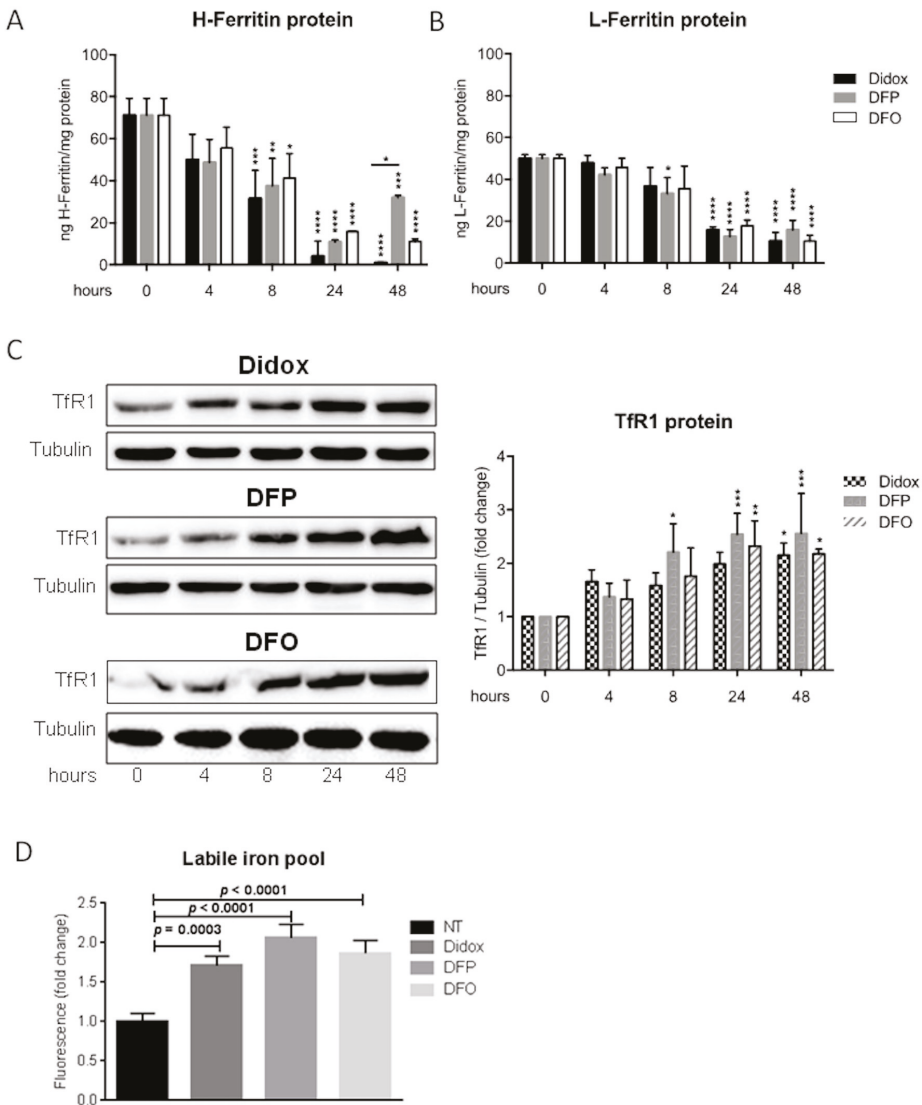 A
H-Ferritin protein
ng H-Ferritin/mg protein
100
80
60
40
20
0
*** ** *
**** **** ****
*
**** *** ****
hours 0 4 8 24 48
B
L-Ferritin protein
ng L-Ferritin/mg protein
100
80
60
40
20
0
*
**** **** ****
**** **** ****
hours 0 4 8 24 48
Didox
DFP
DFO
C
Didox
TfR1
Tubulin
DFP
TfR1
Tubulin
DFO
TfR1
Tubulin
hours 0 4 8 24 48
TfR1 protein
TfR1 / Tubulin (fold change)
4
3
2
1
0
*
*** **
* *** *
hours 0 4 8 24 48
Didox
DFP
DFO
D
Labile iron pool
Fluorescence (fold change)
2.5
2.0
1.5
1.0
0.5
0.0
p < 0.0001
p < 0.0001
p = 0.0003
NT
Didox
DFP
DFO